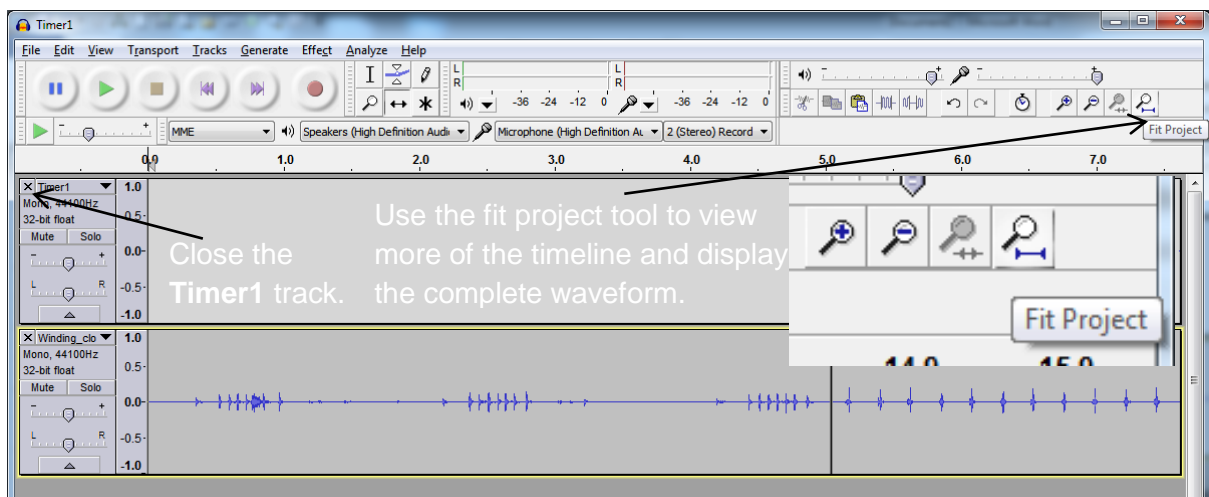 Timer1
File Edit View Transport Tracks Generate Effect Analyze Help
L
R
-36 -24 -12 0
L
R
-36 -24 -12 0
MME
Speakers (High Definition Audi
Microphone (High Definition Au
2 (Stereo) Record
Fit Project
0,9 1.0 2.0 3.0 4.0 5.0 6.0 7.0
Timer1
Mono, 44100Hz
32-bit float
Mute Solo
- +
L R
1.0
0.5-
0.0-
-0.5-
-1.0
Close the
Timer1 track.
Use the fit project tool to view
more of the timeline and display
the complete waveform.
Fit Project
14.0 15.0
Winding_clo
Mono, 44100Hz
32-bit float
Mute Solo
- +
L R
1.0
0.5-
0.0-
-0.5-
-1.0